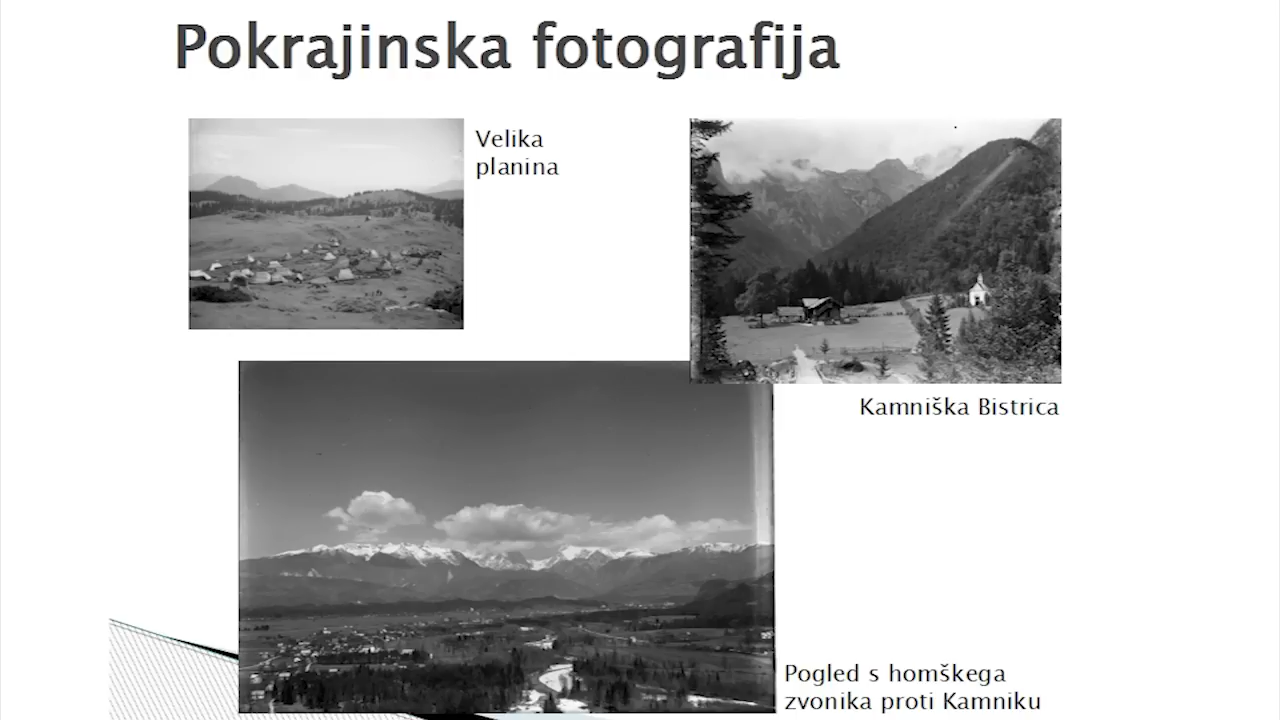 Pokrajinska fotografija
Velika
planina
Kamniška Bistrica
Pogled s homškega
zvonika proti Kamniku